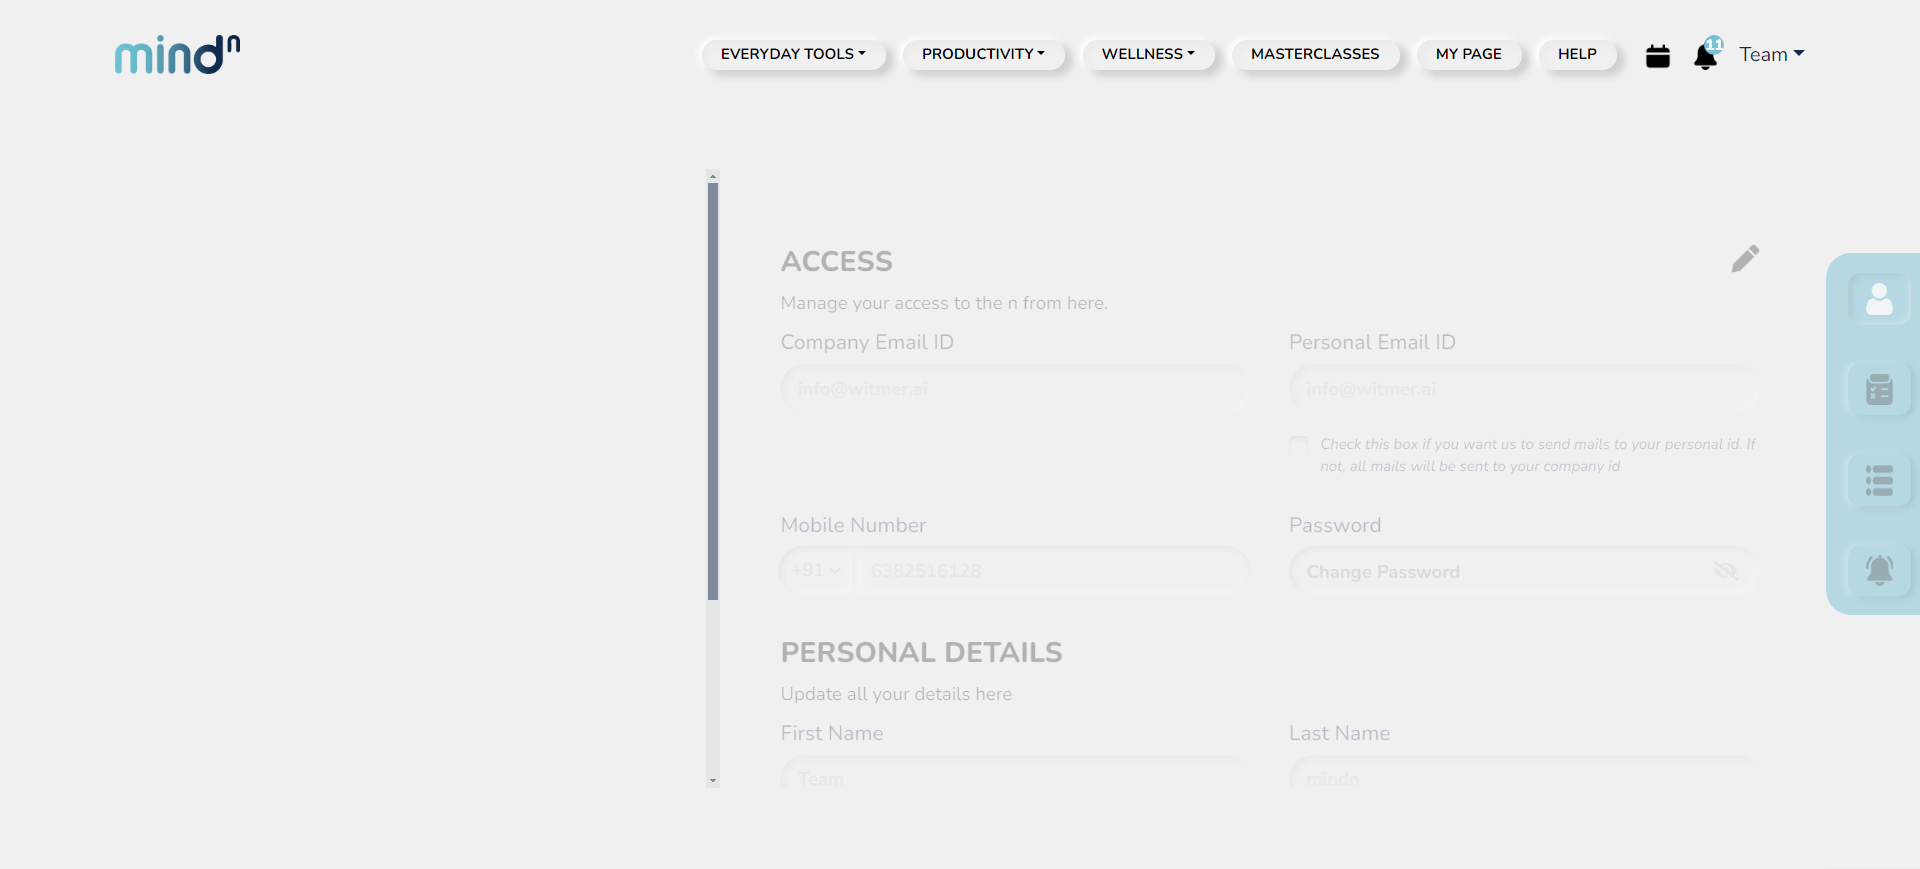 mindn
EVERYDAY TOOLS
PRODUCTIVITY
WELLNESS
MASTERCLASSES
MY PAGE
HELP
11
Team
ACCESS
Manage your access to the n from here.
Company Email ID
Personal Email ID
info@witmer.ai
info@witmer.ai
Check this box if you want us to send mails to your personal id. If
not, all mails will be sent to your company id
Mobile Number
Password
+91
6382516128
Change Password
PERSONAL DETAILS
Update all your details here
First Name
Last Name
Team
mindn